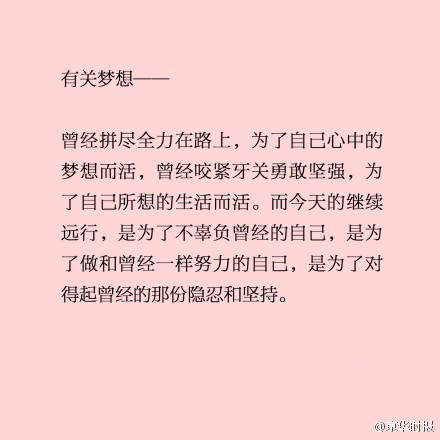 有关梦想——
曾经拼尽全力在路上，为了自己心中的
梦想而活，曾经咬紧牙关勇敢坚强，为
了自己所想的生活而活。而今天的继续
远行，是为了不辜负曾经的自己，是为
了做和曾经一样努力的自己，是为了对
得起曾经的那份隐忍和坚持。
@京华时报